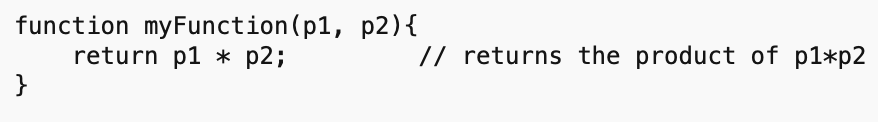 function myFunction(p1, p2){
    return p1 * p2;         // returns the product of p1*p2
}